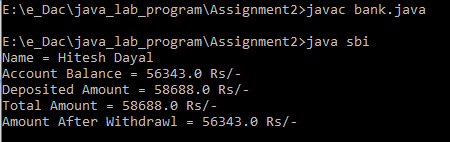 E:\e_Dac\java_lab_program\Assignment2>javac bank.java
E:\e_Dac\java_lab_program\Assignment2>java sbi
Name = Hitesh Dayal
Account Balance = 56343.0 Rs/-
Deposited Amount = 58688.0 Rs/-
Total Amount = 58688.0 Rs/-
Amount After Withdrawl = 56343.0 Rs/-